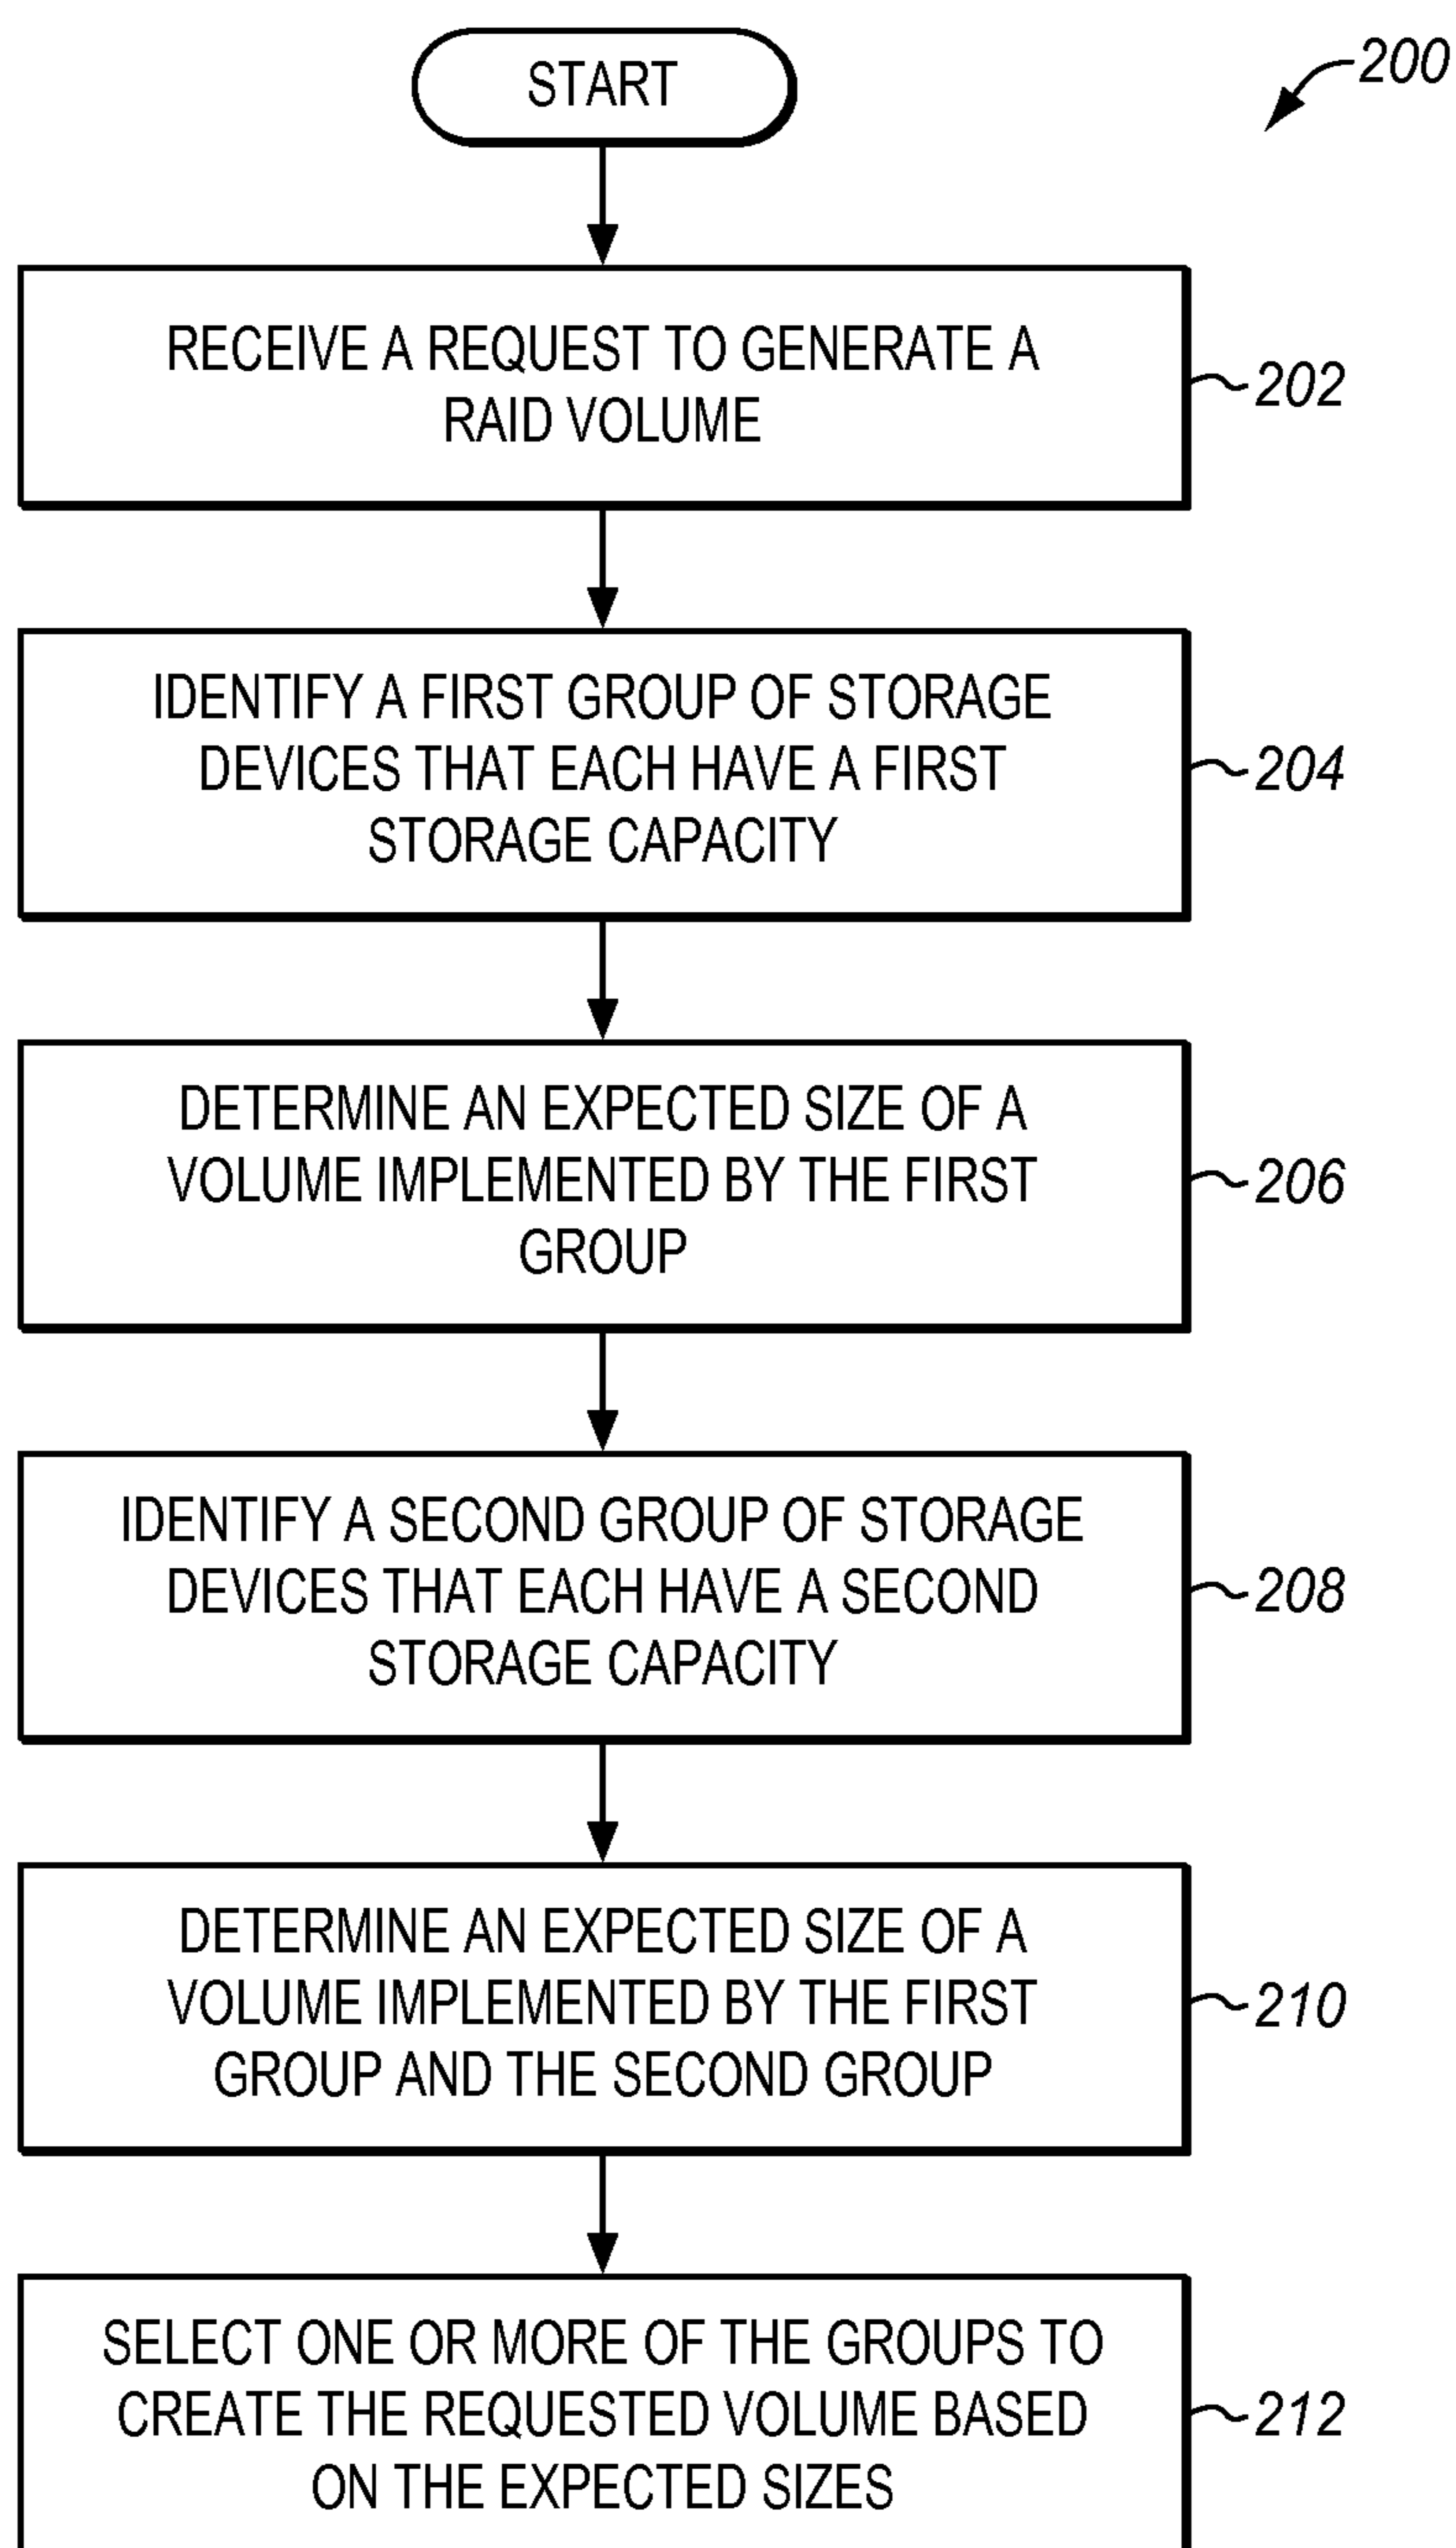 START
200
RECEIVE A REQUEST TO GENERATE A
RAID VOLUME
202
IDENTIFY A FIRST GROUP OF STORAGE
DEVICES THAT EACH HAVE A FIRST
STORAGE CAPACITY
204
DETERMINE AN EXPECTED SIZE OF A
VOLUME IMPLEMENTED BY THE FIRST
GROUP
206
IDENTIFY A SECOND GROUP OF STORAGE
DEVICES THAT EACH HAVE A SECOND
STORAGE CAPACITY
208
DETERMINE AN EXPECTED SIZE OF A
VOLUME IMPLEMENTED BY THE FIRST
GROUP AND THE SECOND GROUP
210
SELECT ONE OR MORE OF THE GROUPS TO
CREATE THE REQUESTED VOLUME BASED
ON THE EXPECTED SIZES
212